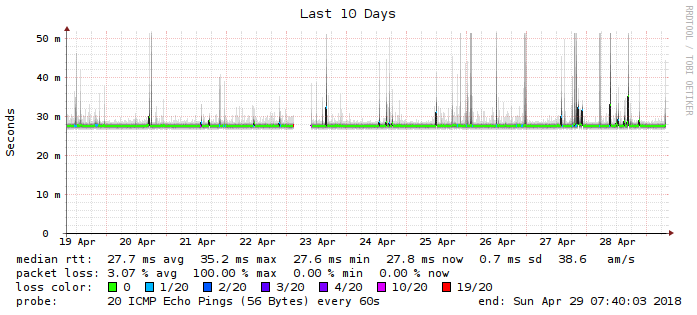 Last 10 Days
RRDTOOL / TOBI OETIKER
Seconds
50 m
40 m
30 m
20 m
10 m
0
19 Apr 20 Apr 21 Apr 22 Apr 23 Apr 24 Apr 25 Apr 26 Apr 27 Apr 28 Apr
median rtt: 27.7 ms avg 35.2 ms max 27.6 ms min 27.8 ms now 0.7 ms sd 38.6 am/s
packet loss: 3.07 % avg 100.00 % max 0.00 % min 0.00 % now
loss color: 0 1/20 2/20 3/20 4/20 10/20 19/20
probe: 20 ICMP Echo Pings (56 Bytes) every 60s end: Sun Apr 29 07:40:03 2018